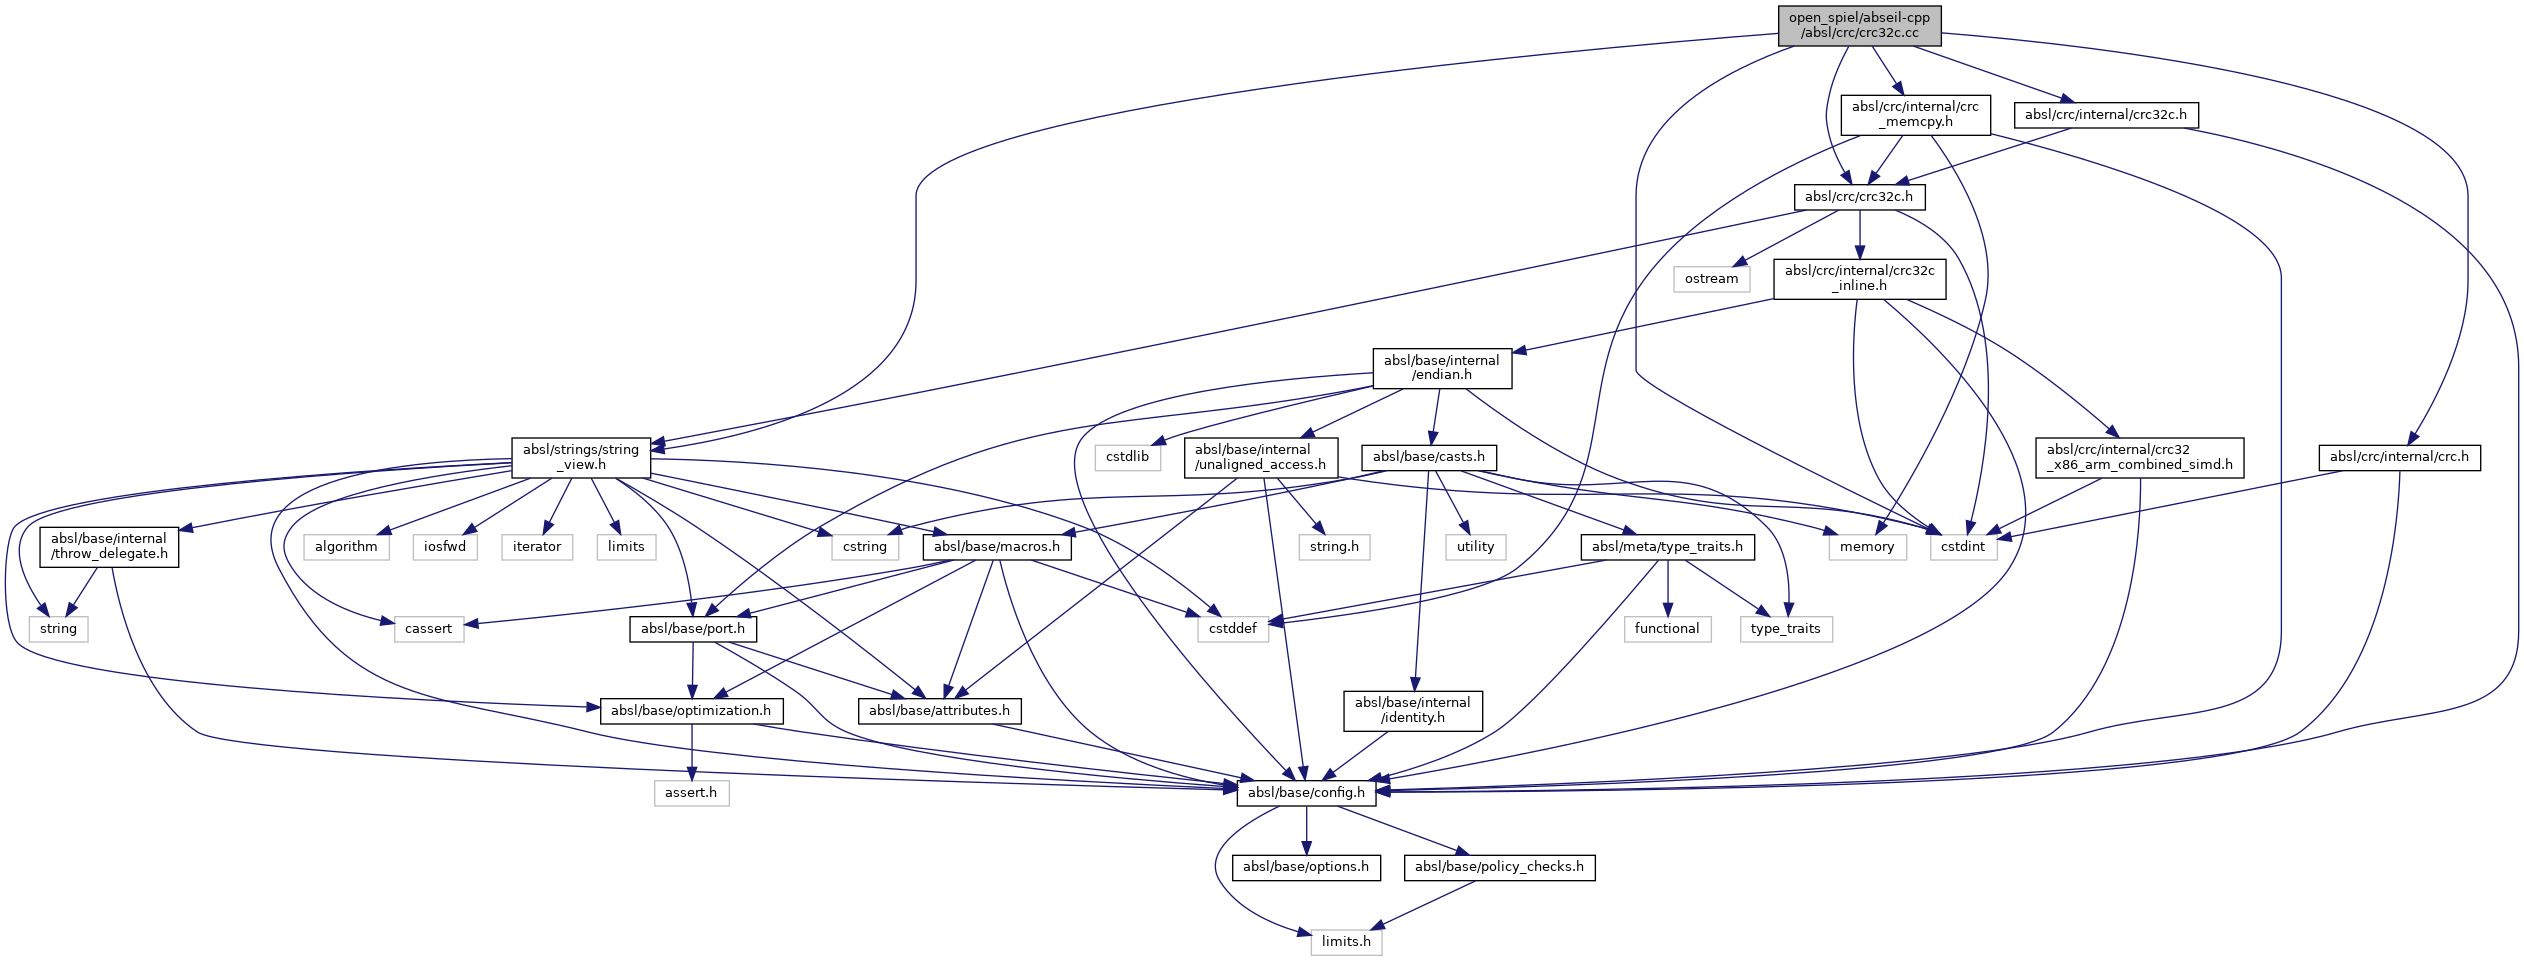 open_spiel/abseil-cpp
/absl/crc/crc32c.cc
absl/crc/internal/crc
_memcpy.h
absl/crc/internal/crc32c.h
absl/crc/crc32c.h
ostream
absl/crc/internal/crc32c
_inline.h
absl/base/internal
/endian.h
absl/strings/string
_view.h
cstdlib
absl/base/internal
/unaligned_access.h
absl/base/casts.h
absl/crc/internal/crc32
_x86_arm_combined_simd.h
absl/crc/internal/crc.h
absl/base/internal
/throw_delegate.h
algorithm
iosfwd
iterator
limits
cstring
absl/base/macros.h
string.h
utility
absl/meta/type_traits.h
memory
cstdint
string
cassert
absl/base/port.h
cstddef
functional
type_traits
absl/base/optimization.h
absl/base/attributes.h
absl/base/internal
/identity.h
assert.h
absl/base/config.h
absl/base/options.h
absl/base/policy_checks.h
limits.h